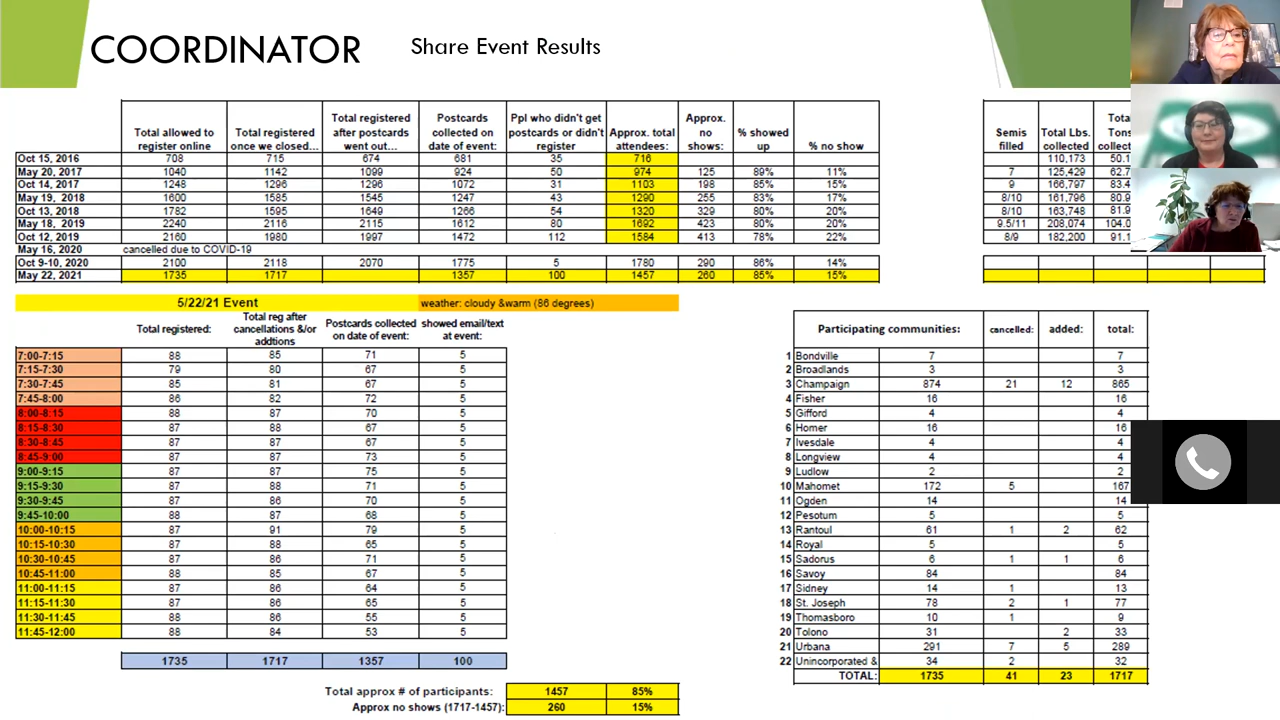 COORDINATOR Share Event Results
Total allowed to register online | Total registered once we closed... | Total registered after postcards went out... | Postcards collected on date of event: | Ppl who didn't get postcards or didn't register | Approx. total attendees: | Approx. no shows: | % showed up | % no show | Semis filled | Total Lbs. collected | Tota Tons collect
Oct 15, 2016 708 715 674 681 35 716 110,173 50.1
May 20, 2017 1040 1142 1099 924 50 974 125 89% 11% 7 125,429 62.7
Oct 14, 2017 1248 1296 1296 1072 31 1103 198 85% 15% 9 166,797 83.4
May 19, 2018 1600 1585 1545 1247 43 1290 255 83% 17% 8/10 161,796 80.9
Oct 13, 2018 1782 1595 1649 1266 54 1320 329 80% 20% 8/10 163,748 81.9
May 18, 2019 2240 2116 2115 1612 80 1692 423 80% 20% 9.5/11 208,074 104.0
Oct 12, 2019 2160 1980 1997 1472 112 1584 413 78% 22% 8/9 182,200 91.1
May 16, 2020 cancelled due to COVID-19
Oct 9-10, 2020 2100 2118 2070 1775 5 1780 290 86% 14%
May 22, 2021 1735 1717 1357 100 1457 260 85% 15%
5/22/21 Event weather: cloudy &warm (86 degrees)
Total registered: | Total reg after cancellations &/or addtions | Postcards collected on date of event: | showed email/text at event:
7:00-7:15 88 85 71 5
7:15-7:30 79 80 67 5
7:30-7:45 85 81 67 5
7:45-8:00 86 82 72 5
8:00-8:15 88 87 70 5
8:15-8:30 87 88 67 5
8:30-8:45 87 87 67 5
8:45-9:00 87 87 73 5
9:00-9:15 87 87 75 5
9:15-9:30 87 88 71 5
9:30-9:45 87 86 70 5
9:45-10:00 88 87 68 5
10:00-10:15 87 91 79 5
10:15-10:30 87 88 65 5
10:30-10:45 87 86 71 5
10:45-11:00 88 85 67 5
11:00-11:15 87 86 64 5
11:15-11:30 87 86 65 5
11:30-11:45 88 86 55 5
11:45-12:00 88 84 53 5
1735 1717 1357 100
Total approx # of participants: 1457 85%
Approx no shows (1717-1457): 260 15%
Participating communities: cancelled: added: total:
1 Bondville 7 7
2 Broadlands 3 3
3 Champaign 874 21 12 865
4 Fisher 16 16
5 Gifford 4 4
6 Homer 16 16
7 Ivesdale 4 4
8 Longview 4 4
9 Ludlow 2 2
10 Mahomet 172 5 167
11 Ogden 14 14
12 Pesotum 5 5
13 Rantoul 61 1 2 62
14 Royal 5 5
15 Sadorus 6 1 1 6
16 Savoy 84 84
17 Sidney 14 1 13
18 St. Joseph 78 2 1 77
19 Thomasboro 10 1 9
20 Tolono 31 2 33
21 Urbana 291 7 5 289
22 Unincorporated & 34 2 32
TOTAL: 1735 41 23 1717